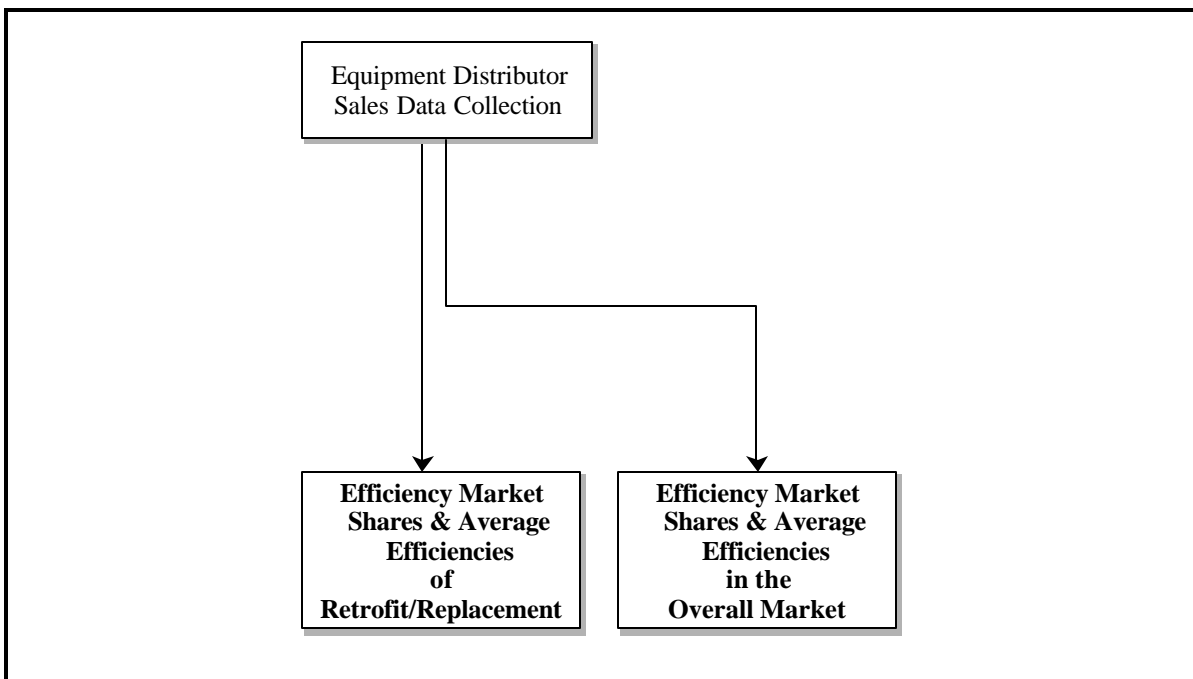 Equipment Distributor
Sales Data Collection
Efficiency Market
Shares & Average
Efficiencies
of
Retrofit/Replacement
Efficiency Market
Shares & Average
Efficiencies
in the
Overall Market